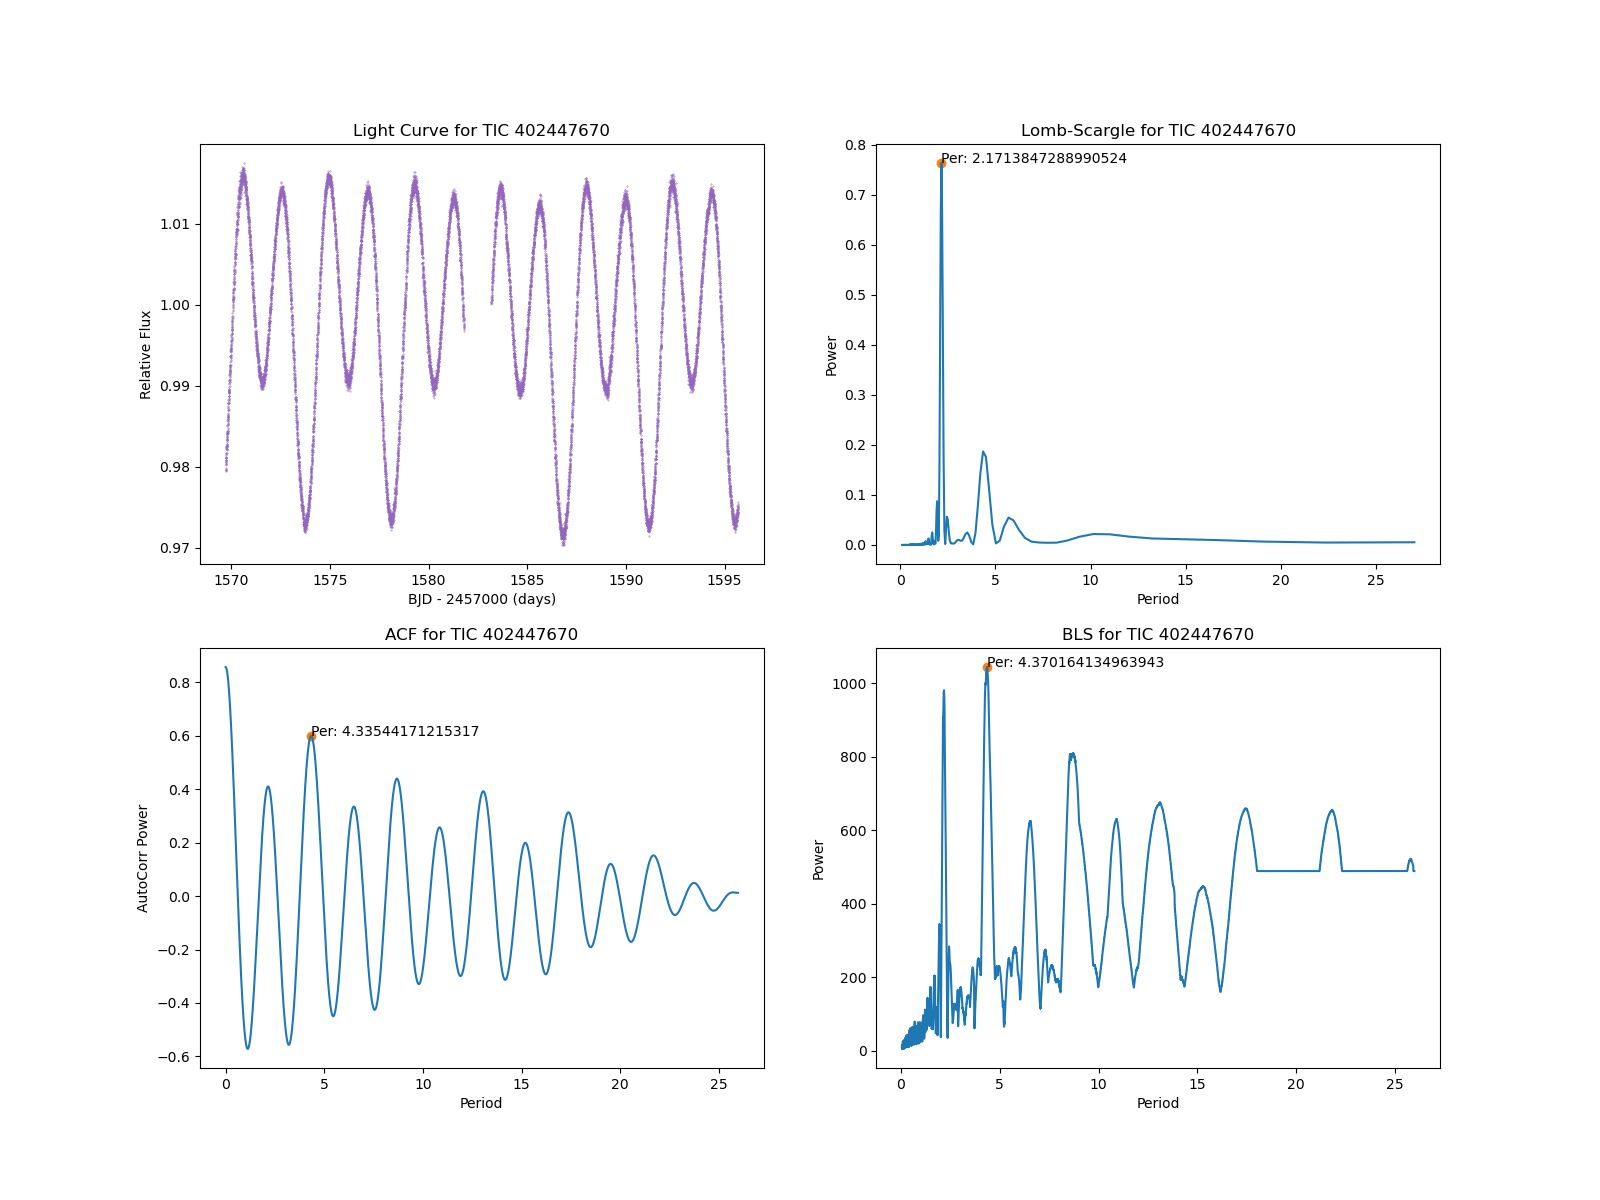 Light Curve for TIC 402447670
1.01
1.00
0.99
0.98
0.97
Relative Flux
1570 1575 1580 1585 1590 1595
BJD - 2457000 (days)
Lomb-Scargle for TIC 402447670
Per: 2.1713847288990524
0.8
0.7
0.6
0.5
0.4
0.3
0.2
0.1
0.0
Power
0 5 10 15 20 25
Period
ACF for TIC 402447670
Per: 4.33544171215317
0.8
0.6
0.4
0.2
0.0
−0.2
−0.4
−0.6
AutoCorr Power
0 5 10 15 20 25
Period
BLS for TIC 402447670
Per: 4.370164134963943
1000
800
600
400
200
0
Power
0 5 10 15 20 25
Period